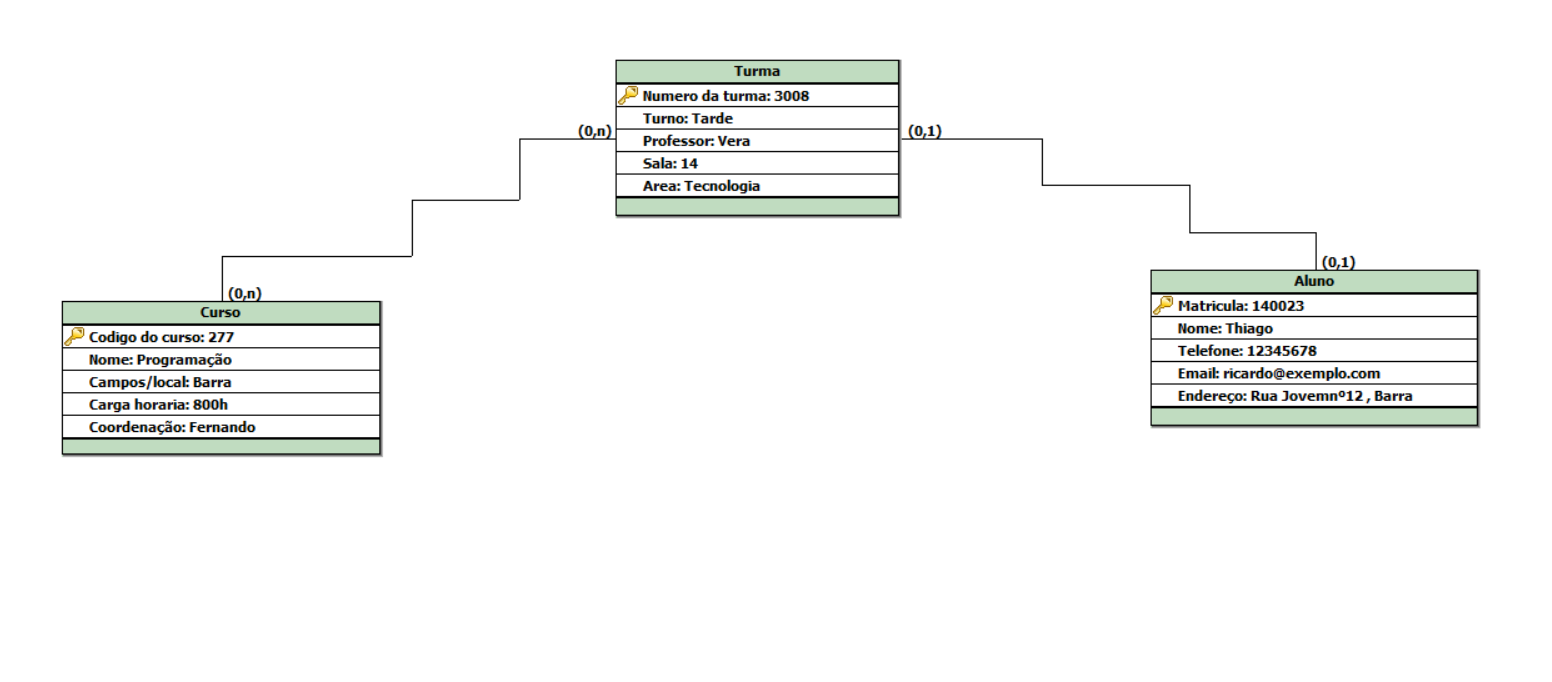 Turma
Numero da turma: 3008
Turno: Tarde
(0,n)
(0,1)
Professor: Vera
Sala: 14
Area: Tecnologia
(0,n)
Curso
Codigo do curso: 277
Nome: Programação
Campos/local: Barra
Carga horaria: 800h
Coordenação: Fernando
(0,1)
Aluno
Matricula: 140023
Nome: Thiago
Telefone: 12345678
Email: ricardo@exemplo.com
Endereço: Rua Jovemnº12 , Barra